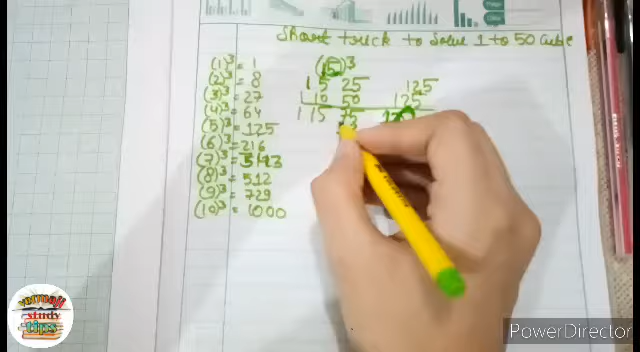 Short trick to solve 1 to 50 cube
(1)³ = 1
(2)³ = 8
(3)³ = 27
(4)³ = 64
(5)³ = 125
(6)³ = 216
(7)³ = 343
(8)³ = 512
(9)³ = 729
(10)³ = 1000
(15)³
1 5 25 125
1 10 50 125
1 15 75
vermaji
study
tips
PowerDirector